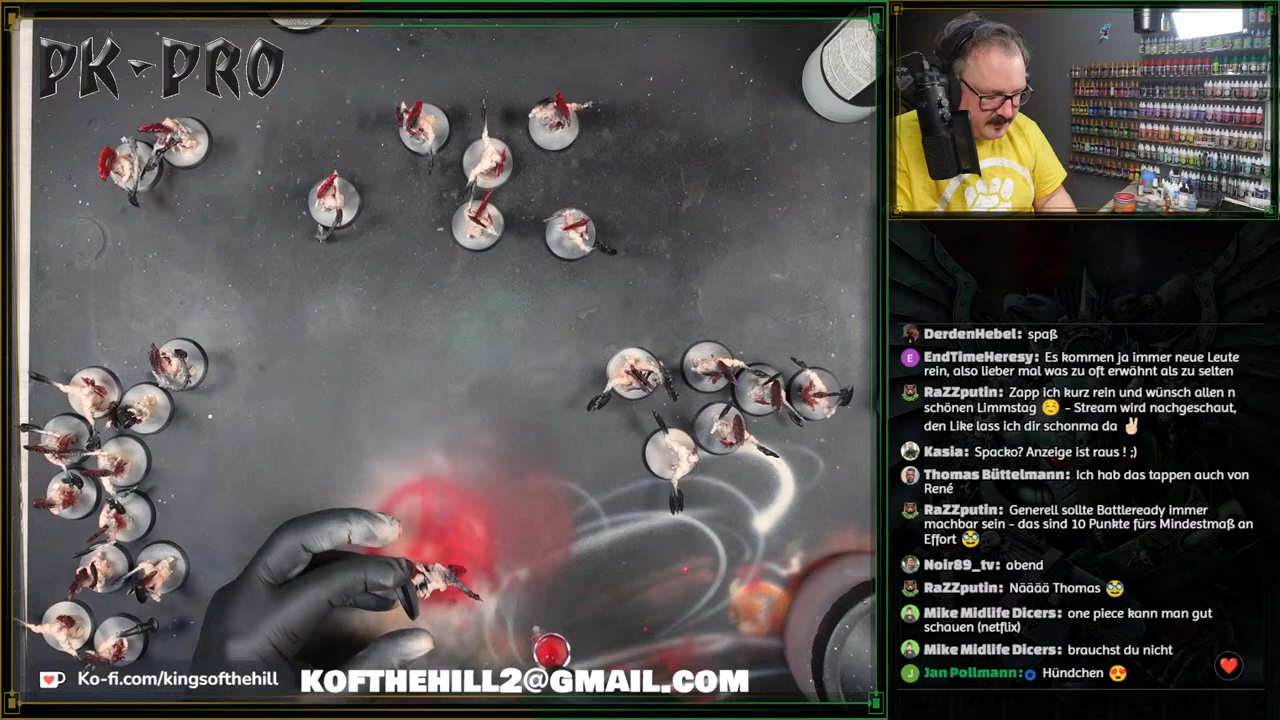 PK-PRO
DerdenHebel: spaß
EndTimeHeresy: Es kommen ja immer neue Leute
rein, also lieber mal was zu oft erwähnt als zu selten
RaZZputin: Zapp ich kurz rein und wünsch allen n
schönen Limmstag 😊 - Stream wird nachgeschaut,
den Like lass ich dir schonma da ✌🏻
Kasia: Spacko? Anzeige ist raus ! ;)
Thomas Büttelmann: Ich hab das tappen auch von
René
RaZZputin: Generell sollte Battleready immer
machbar sein - das sind 10 Punkte fürs Mindestmaß an
Effort 🥸
Noir89_tv: abend
RaZZputin: Nääää Thomas 🥸
Mike Midlife Dicers: one piece kann man gut
schauen (netflix)
Mike Midlife Dicers: brauchst du nicht
Jan Pollmann: Hündchen 😍
Ko-fi.com/kingsofthehill
KOFTHEHILL2@GMAIL.COM